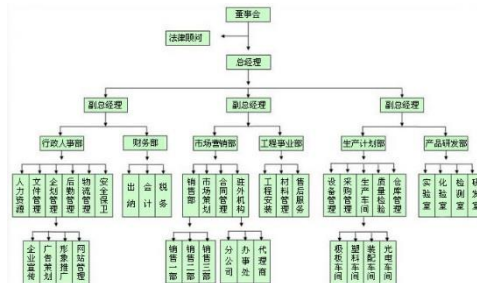 董事会
法律顾问
总经理
副总经理 副总经理 副总经理
行政人事部 财务部 市场营销部 工程事业部 生产计划部 产品研发部
人力资源 文件管理 企划管理 后勤管理 物流管理 安全保卫 出纳 会计 税务 销售部 市场策划 合同管理 驻外机构 工程安装 材料管理 售后服务 设备管理 采购管理 生产车间 质量检验 仓库管理 实验室 化验室 检测室 研发室
企业宣传 广告策划 形象推广 网站管理 销售一部 销售二部 销售三部 分公司 办事处 代理商 极板车间 塑料车间 装配车间 光电车间